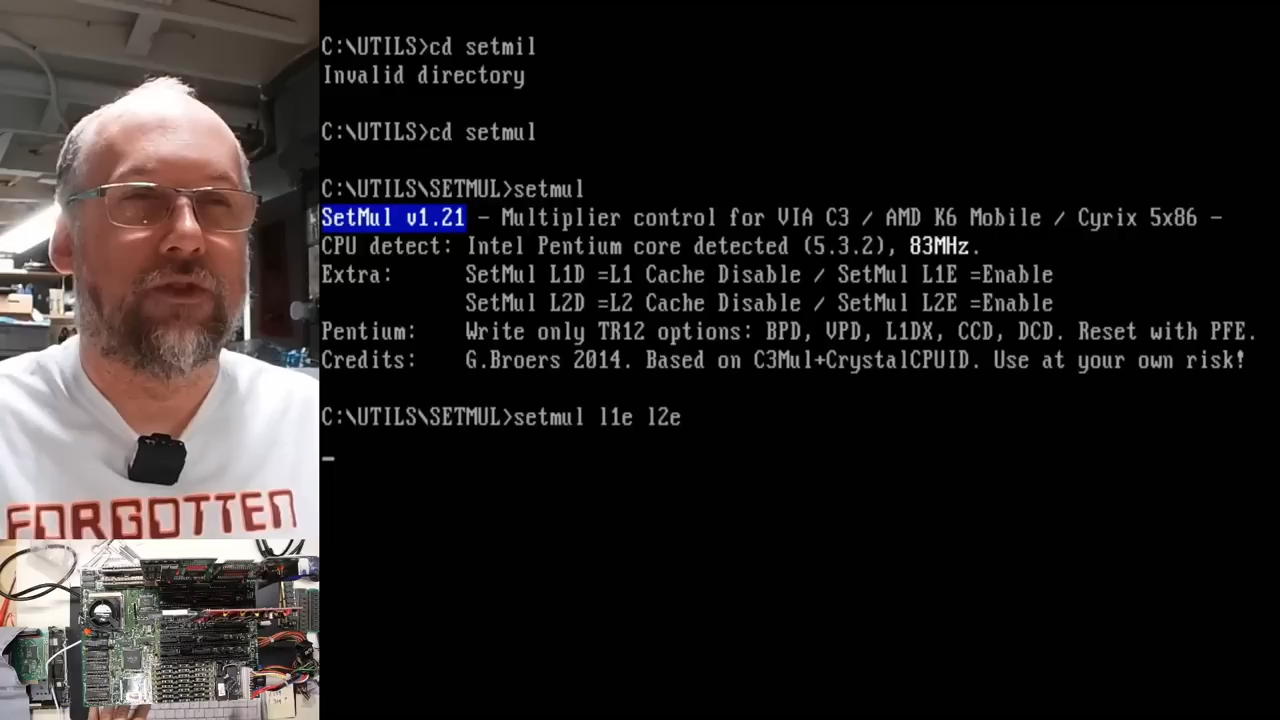 C:\UTILS>cd setmil
Invalid directory
C:\UTILS>cd setmul
C:\UTILS\SETMUL>setmul
SetMul v1.21 - Multiplier control for VIA C3 / AMD K6 Mobile / Cyrix 5x86 -
CPU detect: Intel Pentium core detected (5.3.2), 83MHz.
Extra: SetMul L1D =L1 Cache Disable / SetMul L1E =Enable
SetMul L2D =L2 Cache Disable / SetMul L2E =Enable
Pentium: Write only TR12 options: BPD, VPD, L1DX, CCD, DCD. Reset with PFE.
Credits: G.Broers 2014. Based on C3Mul+CrystalCPUID. Use at your own risk!
C:\UTILS\SETMUL>setmul l1e l2e
_
FORGOTTEN